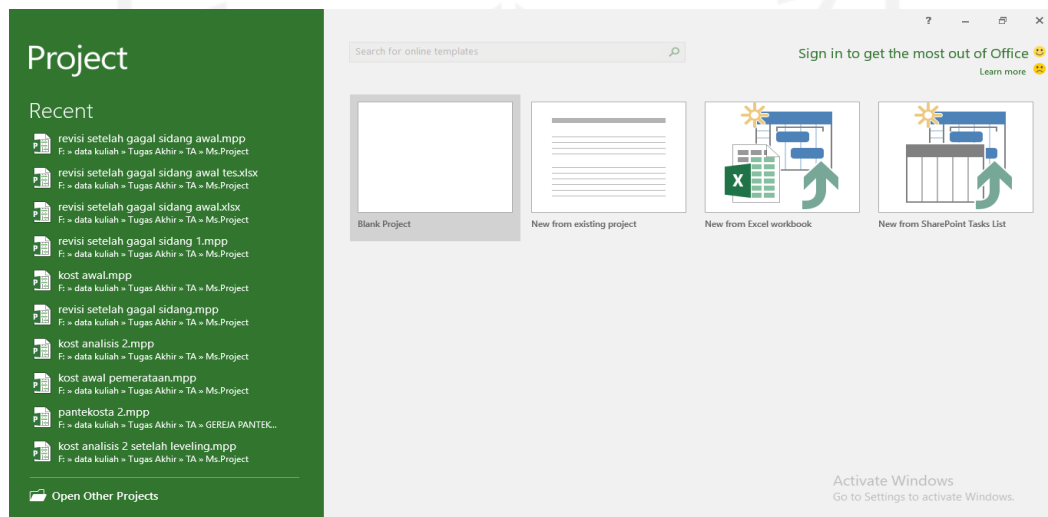 Project
Recent
revisi setelah gagal sidang awal.mpp
F: » data kuliah » Tugas Akhir » TA » Ms.Project
revisi setelah gagal sidang awal tes.xlsx
F: » data kuliah » Tugas Akhir » TA » Ms.Project
revisi setelah gagal sidang awal.xlsx
F: » data kuliah » Tugas Akhir » TA » Ms.Project
revisi setelah gagal sidang 1.mpp
F: » data kuliah » Tugas Akhir » TA » Ms.Project
kost awal.mpp
F: » data kuliah » Tugas Akhir » TA » Ms.Project
revisi setelah gagal sidang.mpp
F: » data kuliah » Tugas Akhir » TA » Ms.Project
kost analisis 2.mpp
F: » data kuliah » Tugas Akhir » TA » Ms.Project
kost awal pemerataan.mpp
F: » data kuliah » Tugas Akhir » TA » Ms.Project
pantekosta 2.mpp
F: » data kuliah » Tugas Akhir » TA » GEREJA PANTEK...
kost analisis 2 setelah leveling.mpp
F: » data kuliah » Tugas Akhir » TA » Ms.Project
Open Other Projects
?
Search for online templates
Sign in to get the most out of Office
Learn more
Blank Project
New from existing project
X
New from Excel workbook
New from SharePoint Tasks List
Activate Windows
Go to Settings to activate Windows.